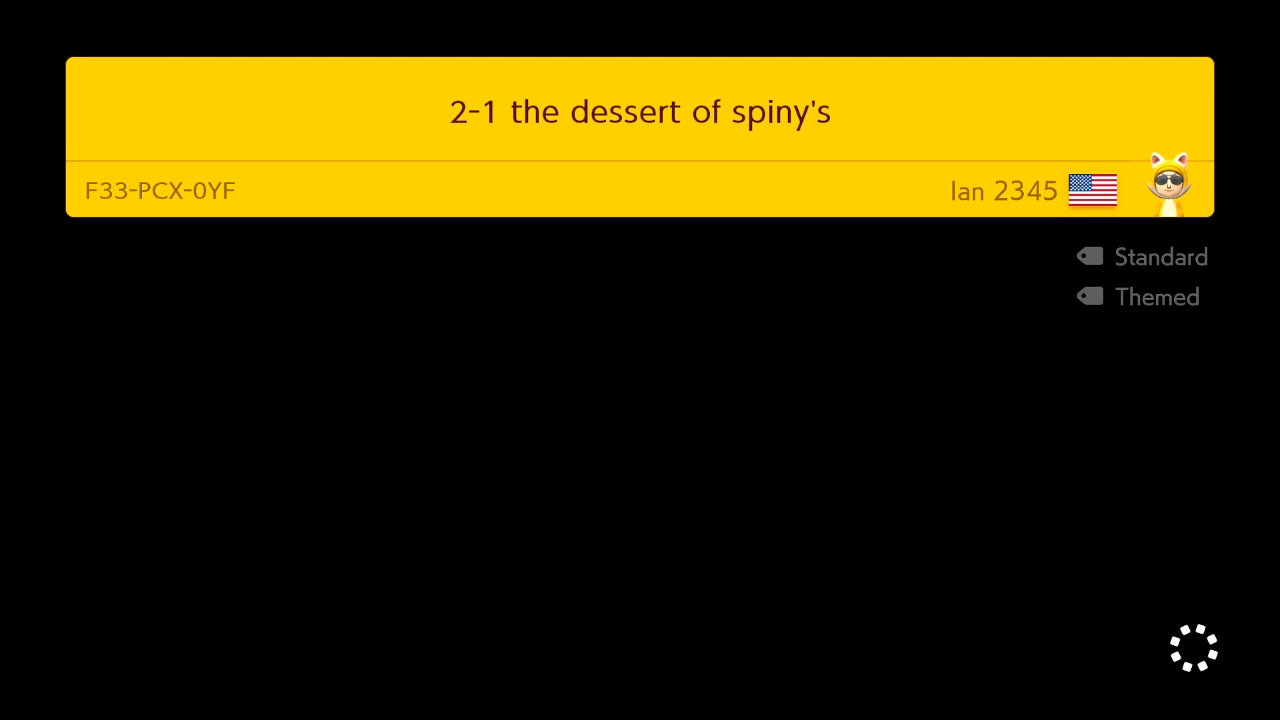 2-1 the dessert of spiny's
F33-PCX-0YF
Ian 2345
Standard
Themed